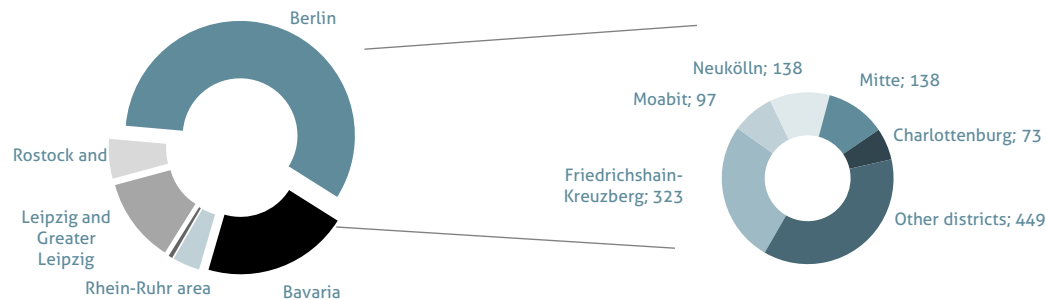 Berlin
Rostock and
Leipzig and
Greater
Leipzig
Rhein-Ruhr area
Bavaria
Neukölln; 138
Mitte; 138
Moabit; 97
Charlottenburg; 73
Friedrichshain-
Kreuzberg; 323
Other districts; 449